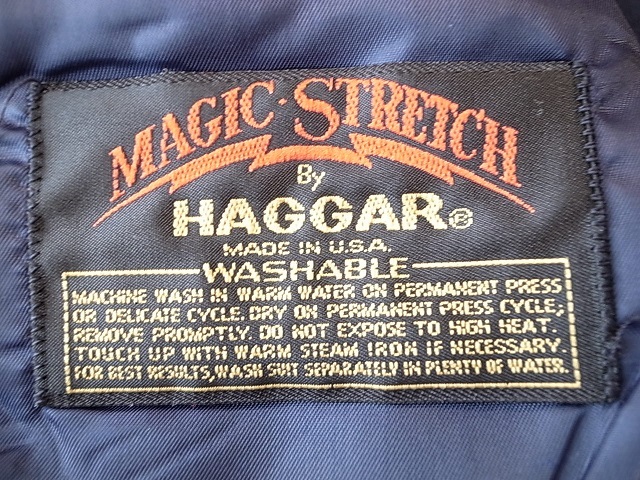 MAGIC·STRETCH
By
HAGGAR®
MADE IN U.S.A.
WASHABLE
MACHINE WASH IN WARM WATER ON PERMANENT PRESS
OR DELICATE CYCLE. DRY ON PERMANENT PRESS CYCLE;
REMOVE PROMPTLY. DO NOT EXPOSE TO HIGH HEAT.
TOUCH UP WITH WARM STEAM IRON IF NECESSARY.
FOR BEST RESULTS, WASH SUIT SEPARATELY IN PLENTY OF WATER.